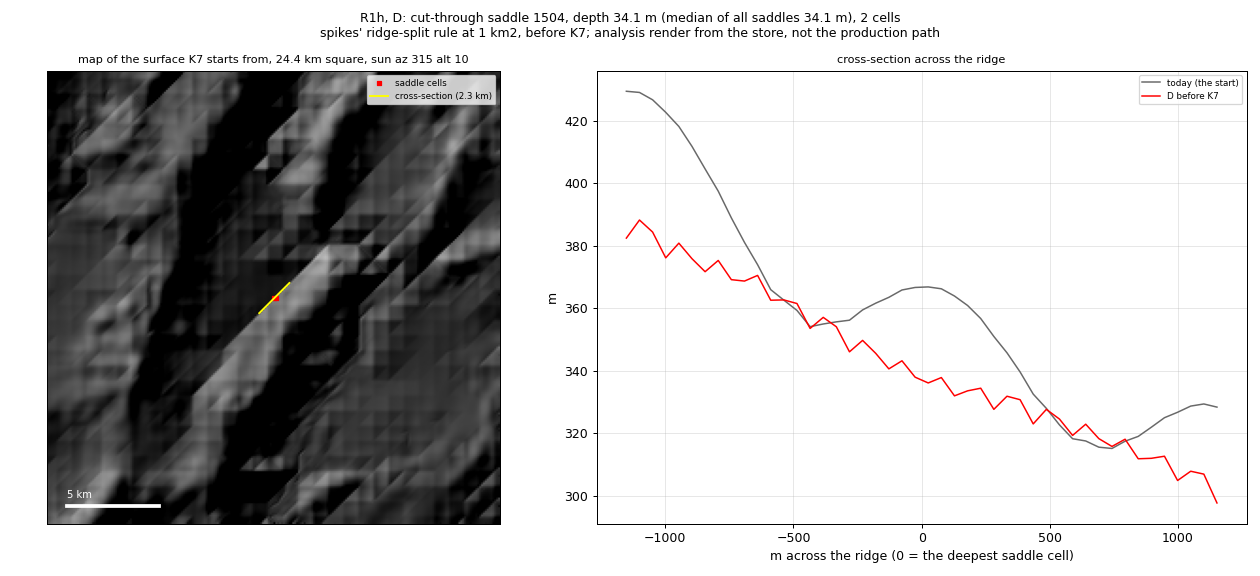 R1h, D: cut-through saddle 1504, depth 34.1 m (median of all saddles 34.1 m), 2 cells
spikes' ridge-split rule at 1 km2, before K7; analysis render from the store, not the production path
map of the surface K7 starts from, 24.4 km square, sun az 315 alt 10
saddle cells
cross-section (2.3 km)
5 km
cross-section across the ridge
today (the start)
D before K7
420
400
380
360
340
320
300
m
−1000
−500
0
500
1000
m across the ridge (0 = the deepest saddle cell)